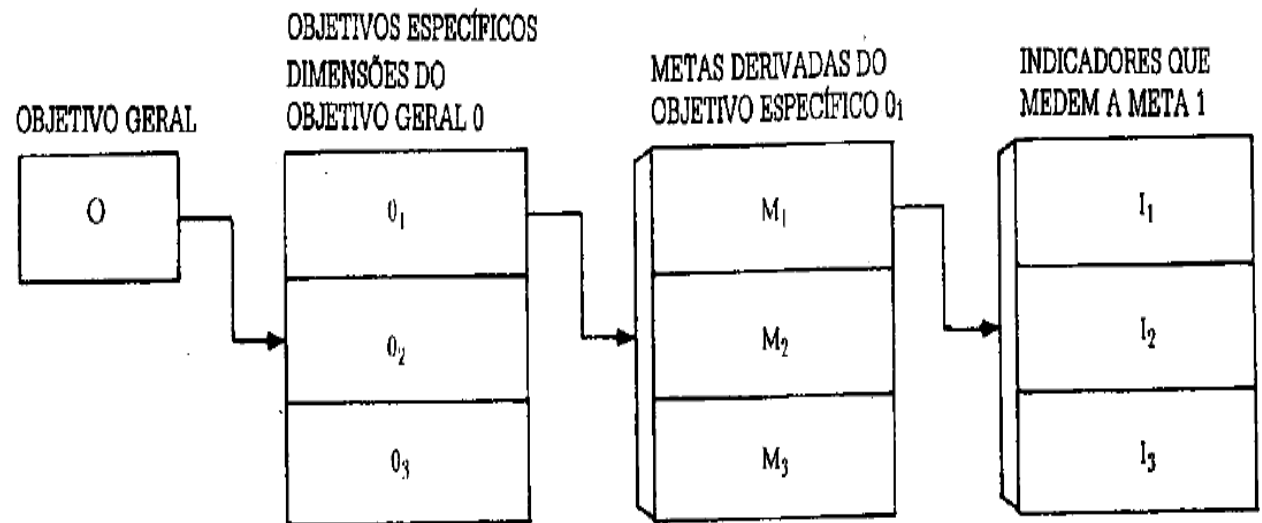 OBJETIVO GERAL
O
OBJETIVOS ESPECÍFICOS
DIMENSÕES DO
OBJETIVO GERAL 0
0₁
0₂
0₃
METAS DERIVADAS DO
OBJETIVO ESPECÍFICO 0₁
M₁
M₂
M₃
INDICADORES QUE
MEDEM A META 1
I₁
I₂
I₃